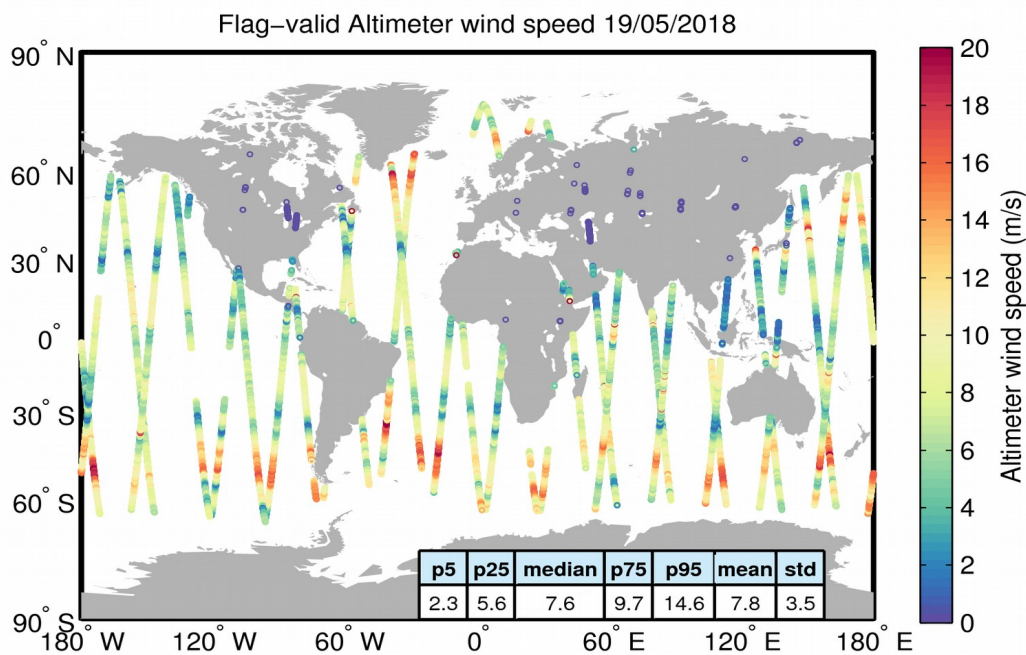 Flag−valid Altimeter wind speed 19/05/2018
90° N
60° N
30° N
0°
30° S
60° S
90° S
180° W
120° W
60° W
0°
60° E
120° E
180° E
p5 p25 median p75 p95 mean std
2.3 5.6 7.6 9.7 14.6 7.8 3.5
20
18
16
14
12
10
8
6
4
2
0
Altimeter wind speed (m/s)